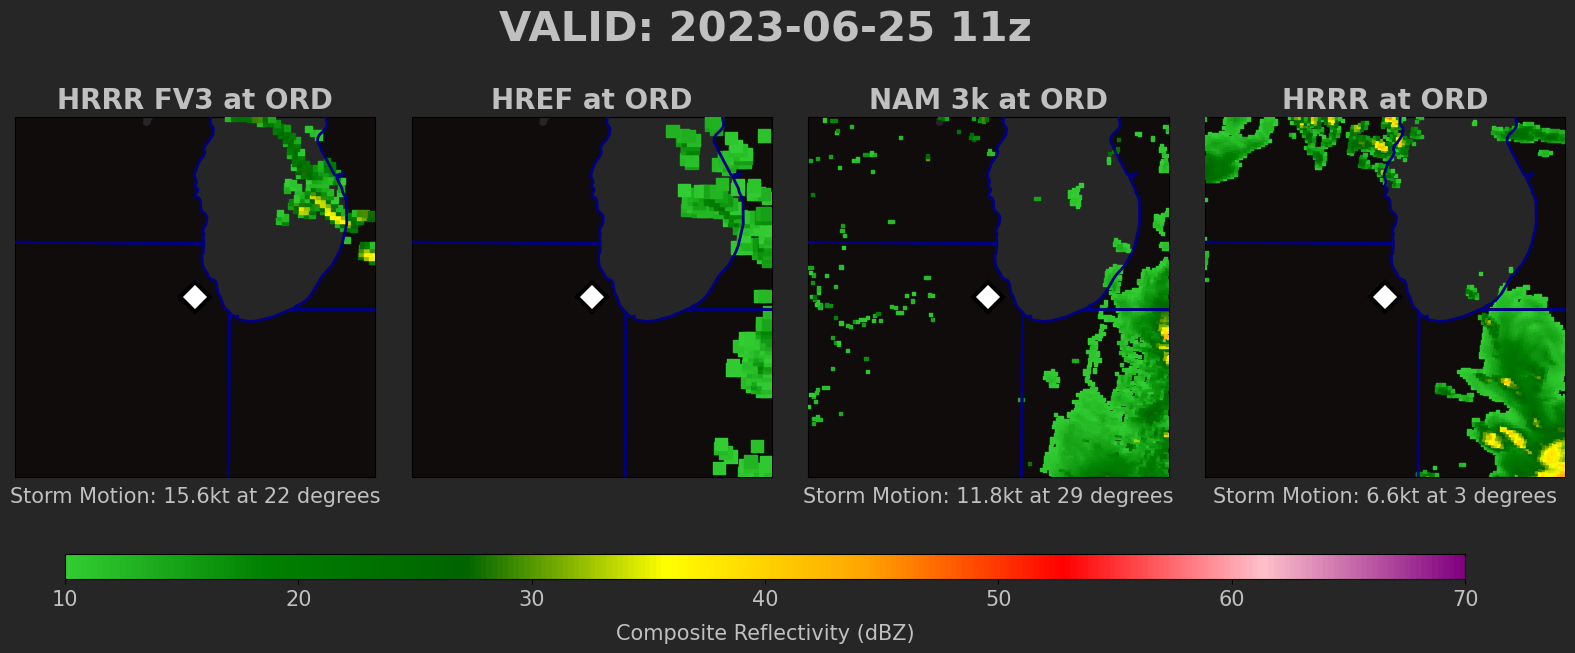 VALID: 2023-06-25 11z
HRRR FV3 at ORD
HREF at ORD
NAM 3k at ORD
HRRR at ORD
Storm Motion: 15.6kt at 22 degrees
Storm Motion: 11.8kt at 29 degrees
Storm Motion: 6.6kt at 3 degrees
10 20 30 40 50 60 70
Composite Reflectivity (dBZ)